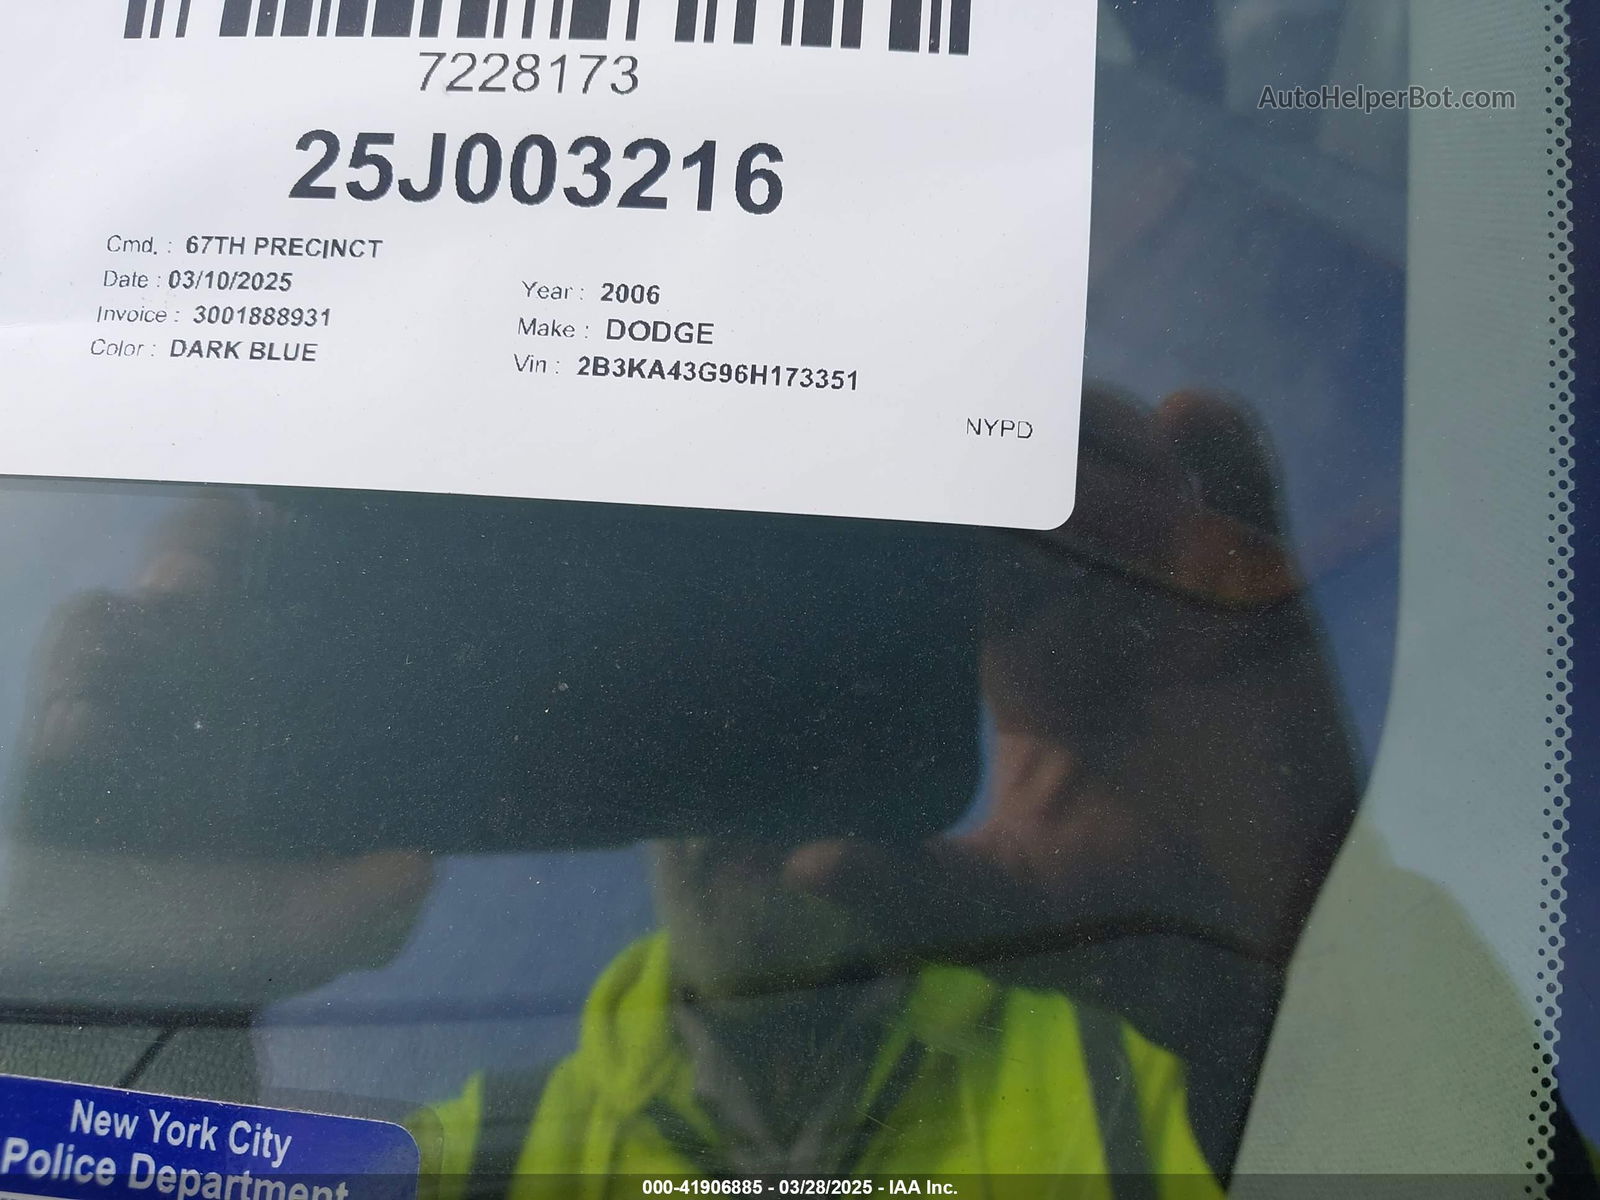 7228173
AutoHelperBot.com
25J003216
Cmd. : 67TH PRECINCT
Date : 03/10/2025
Invoice : 3001888931
Color : DARK BLUE
Year : 2006
Make : DODGE
Vin : 2B3KA43G96H173351
NYPD
New York City
Police Department
000-41906885 - 03/28/2025 - IAA Inc.